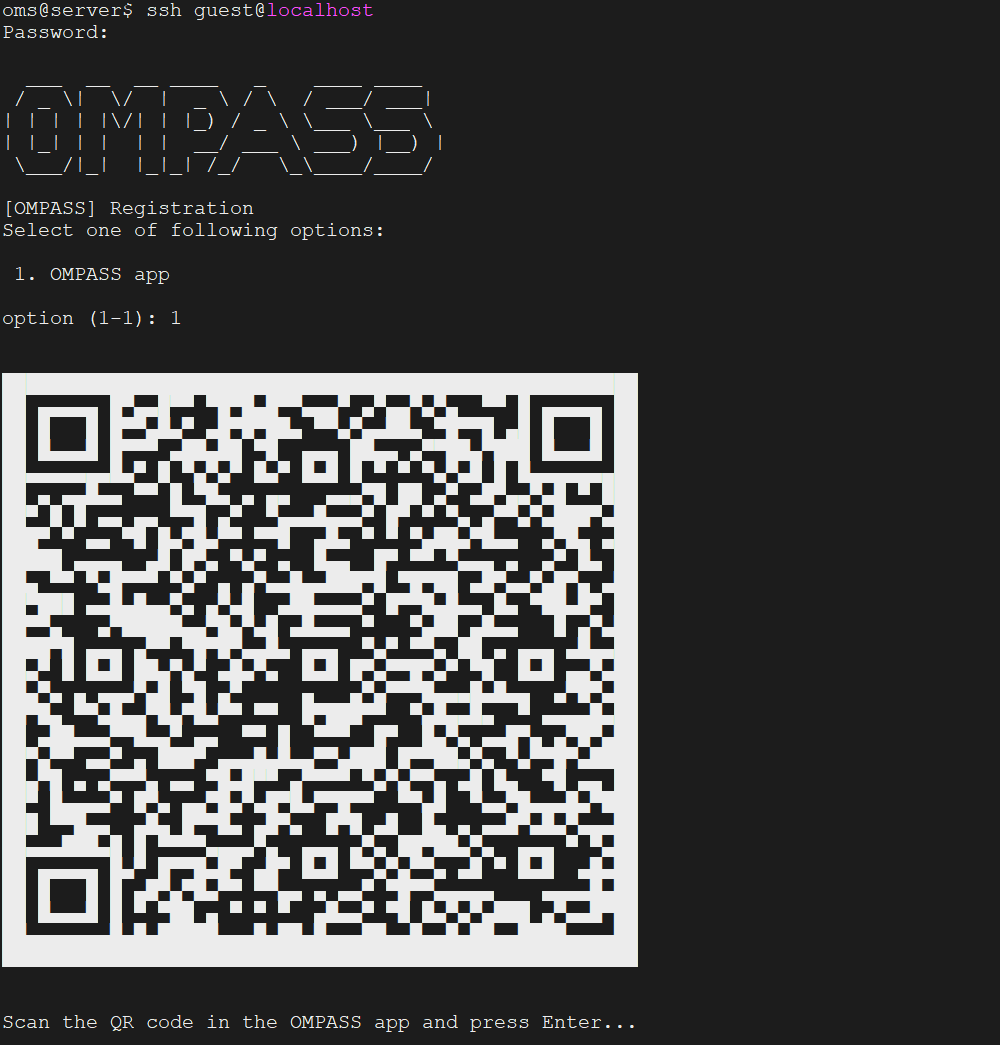 oms@server$ ssh guest@localhost
Password:
OMPASS
[OMPASS] Registration
Select one of following options:
1. OMPASS app
option (1-1): 1
Scan the QR code in the OMPASS app and press Enter...